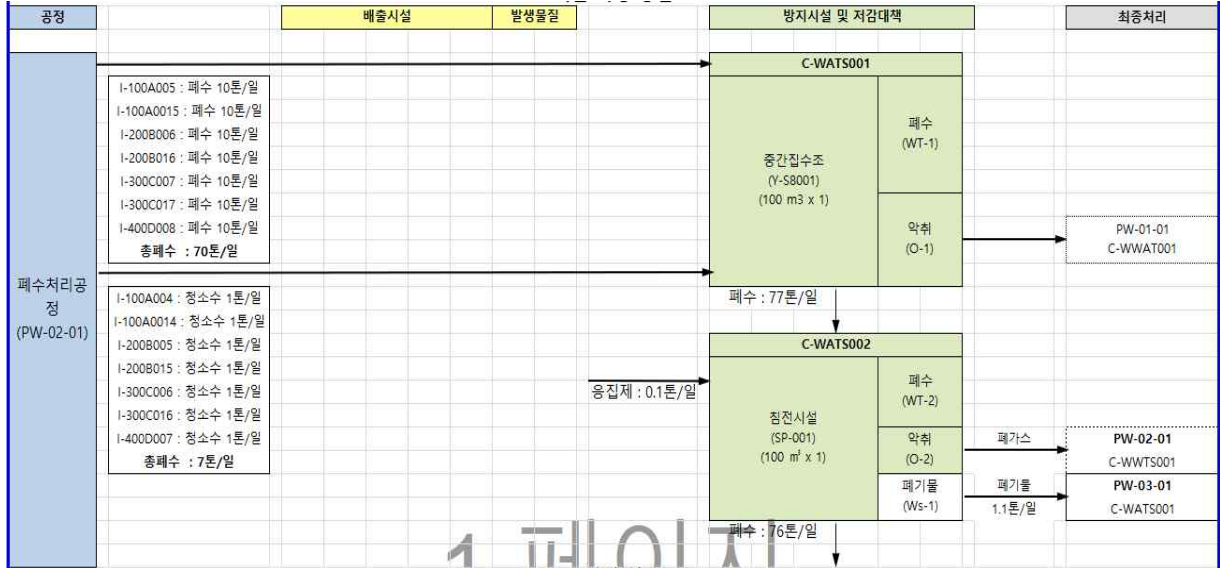 공정 배출시설 발생물질 방지시설 및 저감대책 최종처리
폐수처리공
정
(PW-02-01)
I-100A005 : 폐수 10톤/일
I-100A0015 : 폐수 10톤/일
I-200B006 : 폐수 10톤/일
I-200B016 : 폐수 10톤/일
I-300C007 : 폐수 10톤/일
I-300C017 : 폐수 10톤/일
I-400D008 : 폐수 10톤/일
총폐수 : 70톤/일
I-100A004 : 청소수 1톤/일
I-100A0014 : 청소수 1톤/일
I-200B005 : 청소수 1톤/일
I-200B015 : 청소수 1톤/일
I-300C006 : 청소수 1톤/일
I-300C016 : 청소수 1톤/일
I-400D007 : 청소수 1톤/일
총폐수 : 7톤/일
C-WATS001
중간집수조
(Y-S8001)
(100 m3 x 1)
폐수
(WT-1)
악취
(O-1)
PW-01-01
C-WWAT001
폐수 : 77톤/일
응집제 : 0.1톤/일
C-WATS002
침전시설
(SP-001)
(100 ㎥ x 1)
폐수
(WT-2)
악취
(O-2)
폐기물
(Ws-1)
폐가스
PW-02-01
C-WWTS001
폐기물
1.1톤/일
PW-03-01
C-WATS001
폐수 : 76톤/일
1 페이지